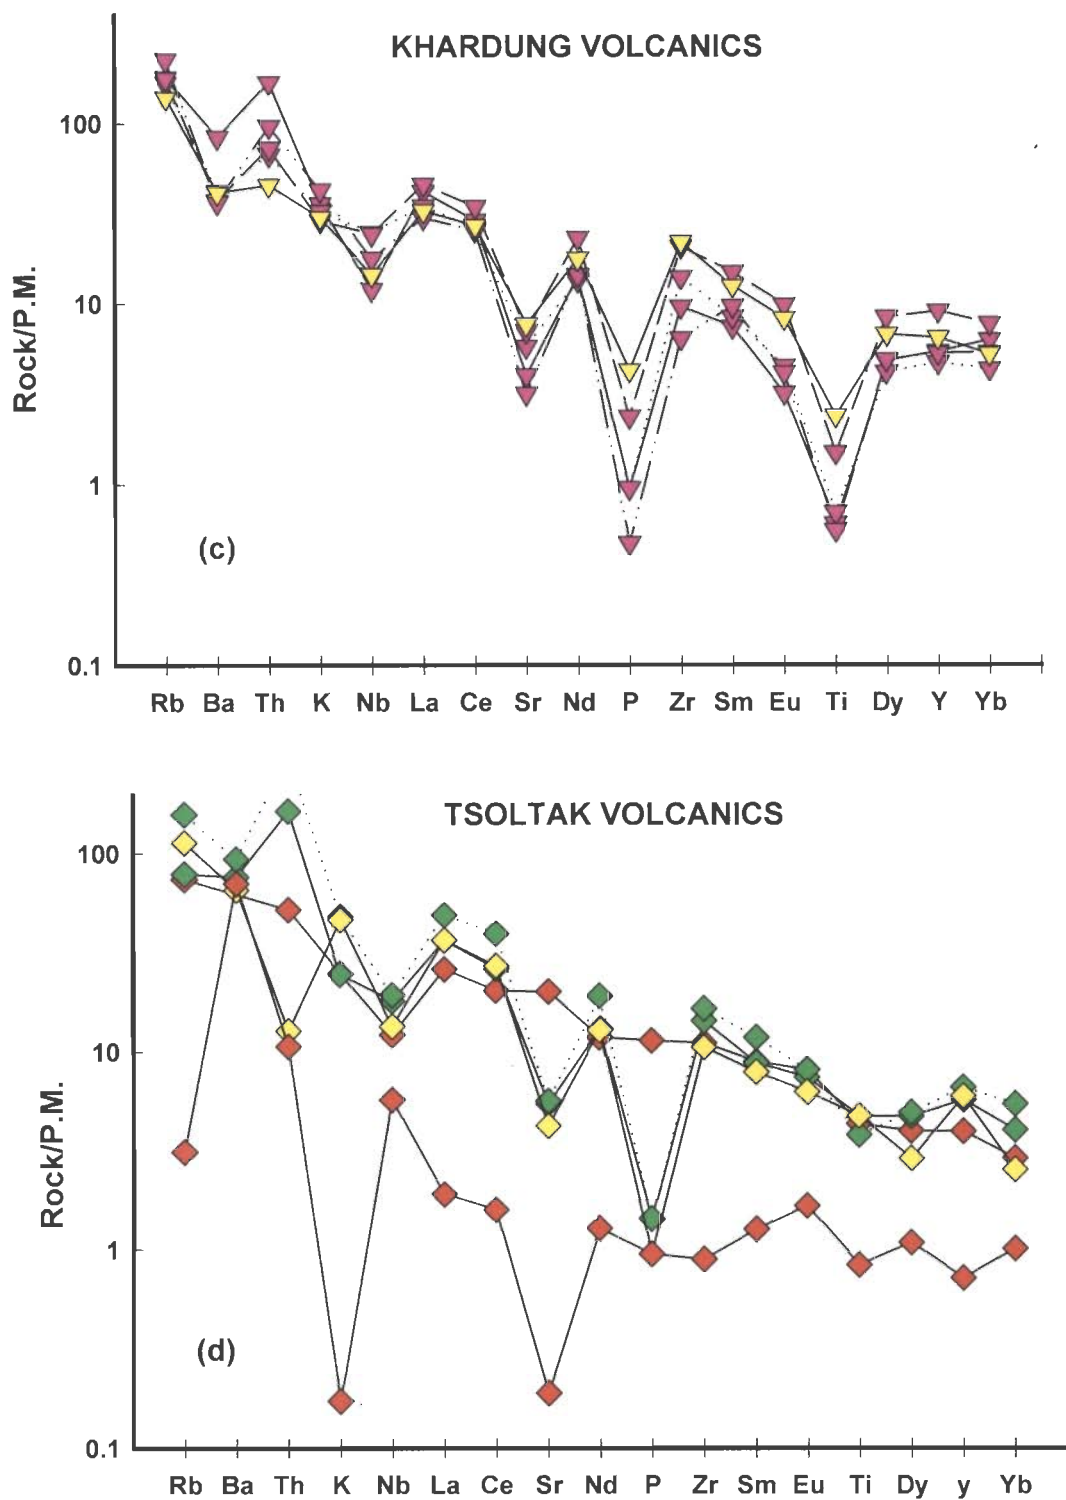 KHARDUNG VOLCANICS
100
10
1
0.1
Rock/P.M.
(c)
Rb Ba Th K Nb La Ce Sr Nd P Zr Sm Eu Ti Dy Y Yb
TSOLTAK VOLCANICS
100
10
1
0.1
Rock/P.M.
(d)
Rb Ba Th K Nb La Ce Sr Nd P Zr Sm Eu Ti Dy y Yb